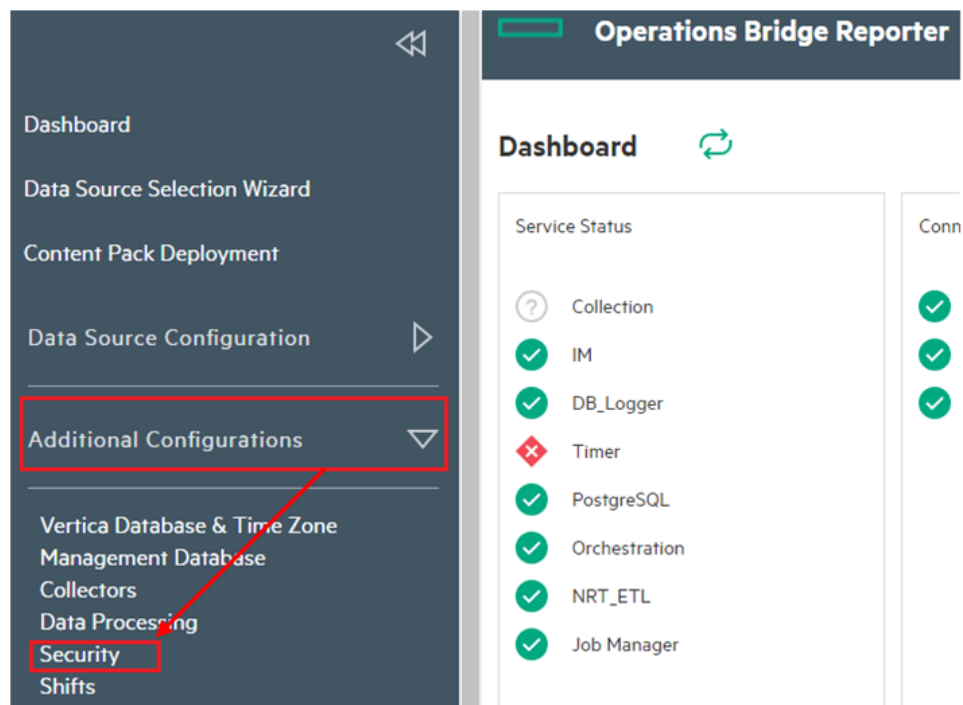 Dashboard
Data Source Selection Wizard
Content Pack Deployment
Data Source Configuration
Additional Configurations
Vertica Database & Time Zone
Management Database
Collectors
Data Processing
Security
Shifts
Operations Bridge Reporter
Dashboard
Service Status
? Collection
IM
DB_Logger
Timer
PostgreSQL
Orchestration
NRT_ETL
Job Manager
Conn